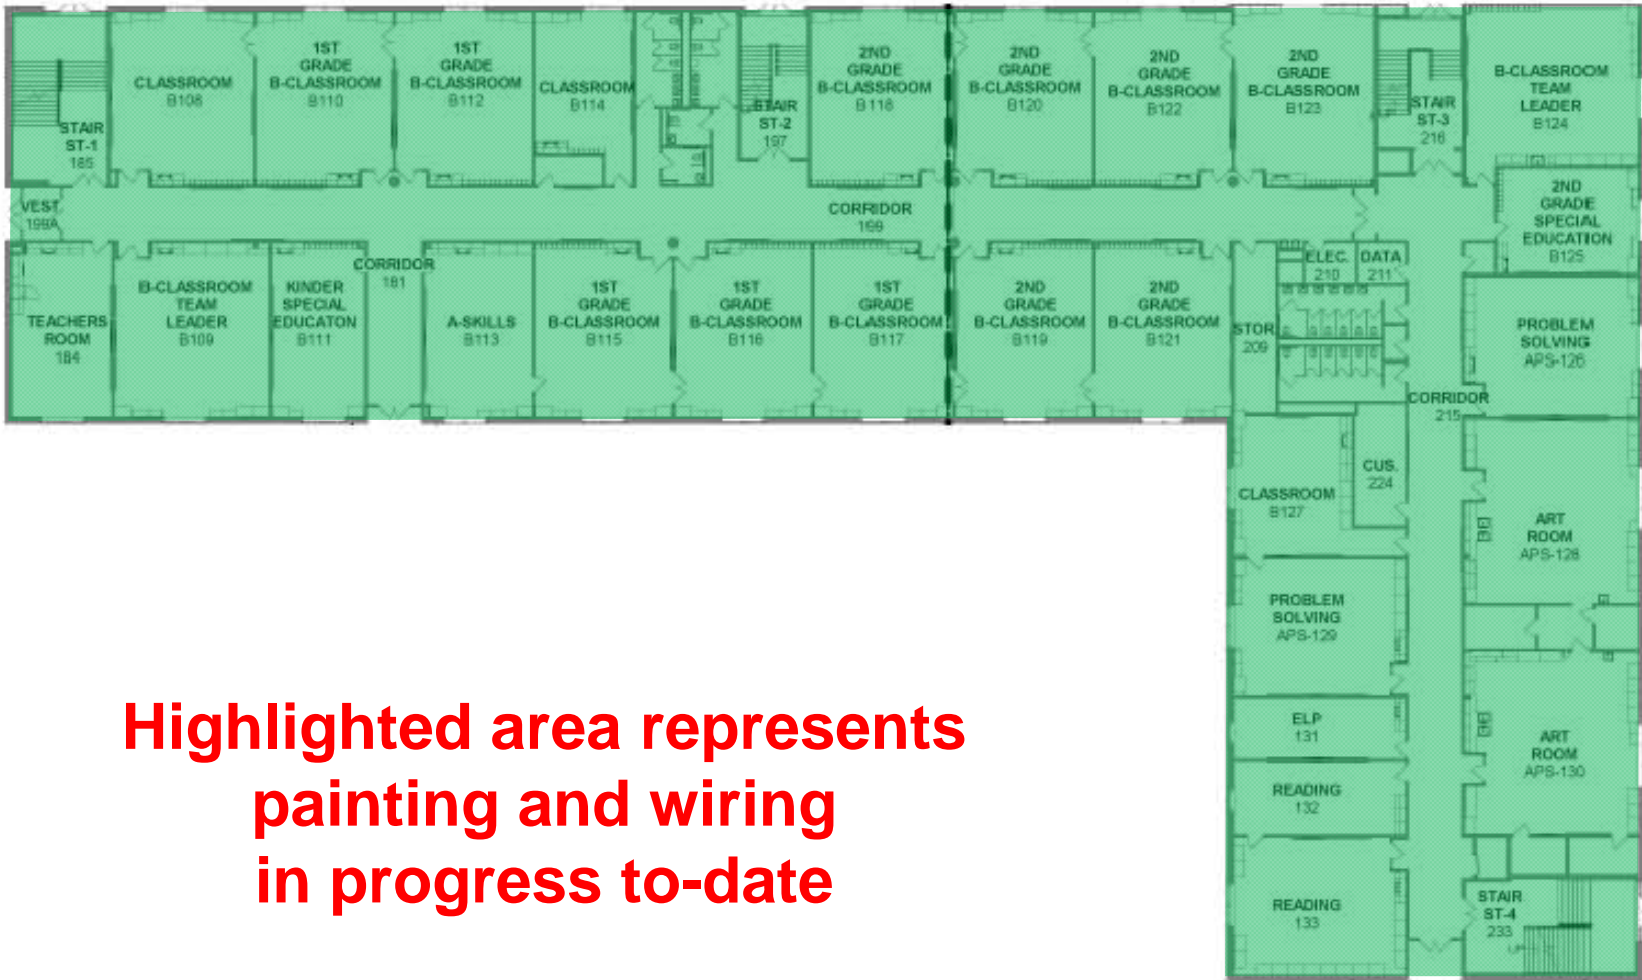 STAIR
ST-1
185
CLASSROOM
B108
1ST
GRADE
B-CLASSROOM
B110
1ST
GRADE
B-CLASSROOM
B112
CLASSROOM
B114
STAIR
ST-2
197
2ND
GRADE
B-CLASSROOM
B118
2ND
GRADE
B-CLASSROOM
B120
2ND
GRADE
B-CLASSROOM
B122
2ND
GRADE
B-CLASSROOM
B123
STAIR
ST-3
216
B-CLASSROOM
TEAM
LEADER
B124
VEST
199A
CORRIDOR
199
2ND
GRADE
SPECIAL
EDUCATION
B125
TEACHERS
ROOM
184
B-CLASSROOM
TEAM
LEADER
B109
KINDER
SPECIAL
EDUCATON
B111
CORRIDOR
181
A-SKILLS
B113
1ST
GRADE
B-CLASSROOM
B115
1ST
GRADE
B-CLASSROOM
B116
1ST
GRADE
B-CLASSROOM
B117
2ND
GRADE
B-CLASSROOM
B119
2ND
GRADE
B-CLASSROOM
B121
STOR
209
ELEC.
210
DATA
211
PROBLEM
SOLVING
APS-126
CORRIDOR
215
CLASSROOM
B127
CUS.
224
ART
ROOM
APS-128
PROBLEM
SOLVING
APS-129
ELP
131
READING
132
ART
ROOM
APS-130
READING
133
STAIR
ST-4
233
Highlighted area represents
painting and wiring
in progress to-date